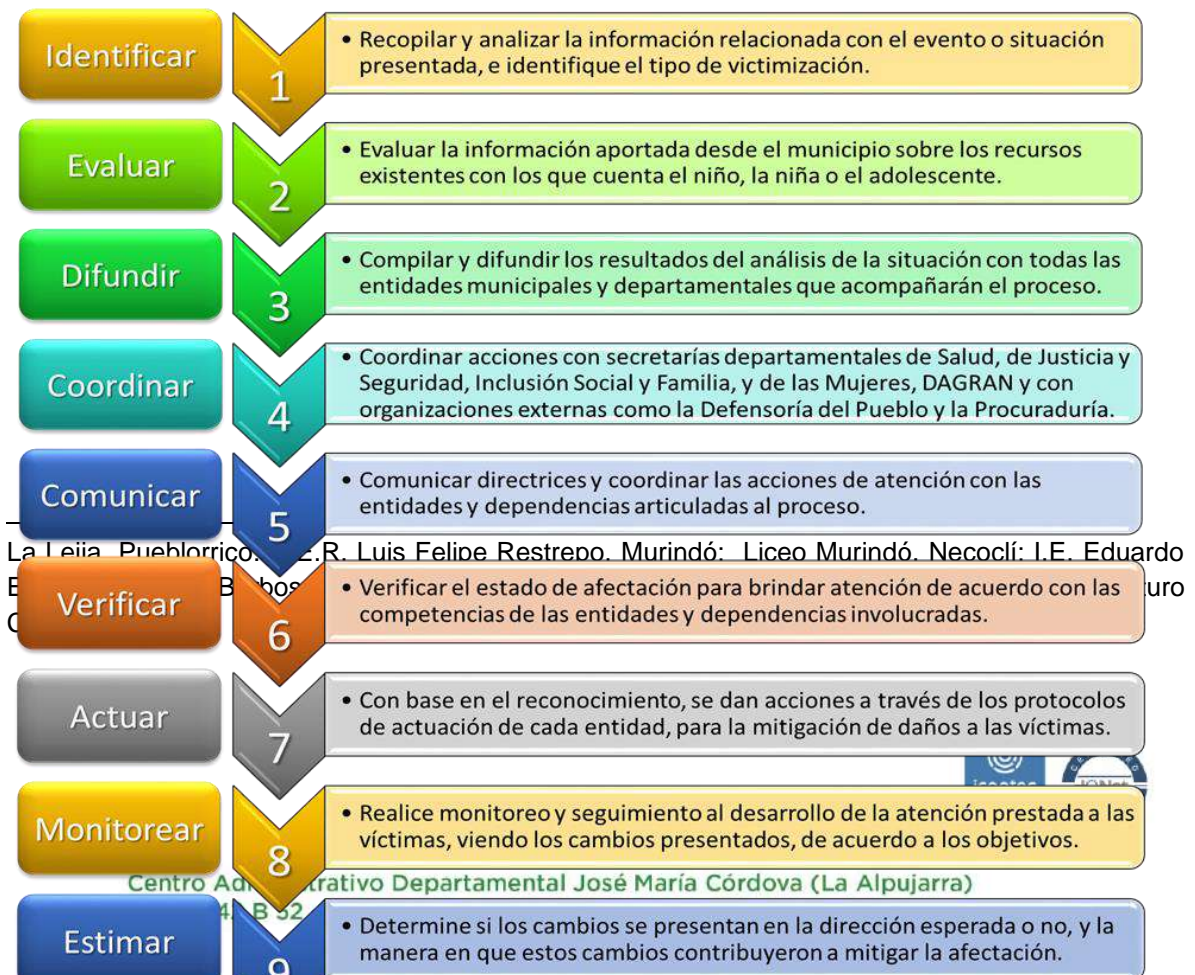 Identificar
1
• Recopilar y analizar la información relacionada con el evento o situación
presentada, e identifique el tipo de victimización.
Evaluar
2
• Evaluar la información aportada desde el municipio sobre los recursos
existentes con los que cuenta el niño, la niña o el adolescente.
Difundir
3
• Compilar y difundir los resultados del análisis de la situación con todas las
entidades municipales y departamentales que acompañarán el proceso.
Coordinar
4
• Coordinar acciones con secretarías departamentales de Salud, de Justicia y
Seguridad, Inclusión Social y Familia, y de las Mujeres, DAGRAN y con
organizaciones externas como la Defensoría del Pueblo y la Procuraduría.
Comunicar
5
• Comunicar directrices y coordinar las acciones de atención con las
entidades y dependencias articuladas al proceso.
La Lejia, Pueblorrico: E.R. Luis Felipe Restrepo, Murindó: Liceo Murindó, Necoclí: I.E. Eduardo
Verificar
6
• Verificar el estado de afectación para brindar atención de acuerdo con las
competencias de las entidades y dependencias involucradas.
Actuar
7
• Con base en el reconocimiento, se dan acciones a través de los protocolos
de actuación de cada entidad, para la mitigación de daños a las víctimas.
Monitorear
8
• Realice monitoreo y seguimiento al desarrollo de la atención prestada a las
víctimas, viendo los cambios presentados, de acuerdo a los objetivos.
Centro Departamental José María Córdova (La Alpujarra)
Estimar
9
• Determine si los cambios se presentan en la dirección esperada o no, y la
manera en que estos cambios contribuyeron a mitigar la afectación.